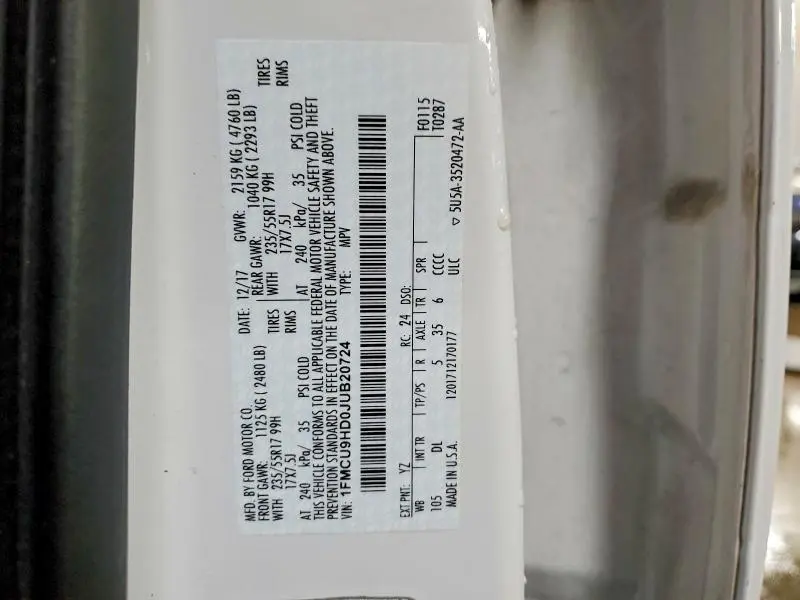 MFD. BY FORD MOTOR CO.
DATE: 12/17 GVWR: 2159 KG ( 4760 LB)
FRONT GAWR: 1125 KG ( 2480 LB)
REAR GAWR: 1040 KG ( 2293 LB)
WITH 235/55R17 99H TIRES
17X7.5J RIMS
AT 240 kPa/ 35 PSI COLD
WITH 235/55R17 99H TIRES
17X7.5J RIMS
AT 240 kPa/ 35 PSI COLD
THIS VEHICLE CONFORMS TO ALL APPLICABLE FEDERAL MOTOR VEHICLE SAFETY AND THEFT
PREVENTION STANDARDS IN EFFECT ON THE DATE OF MANUFACTURE SHOWN ABOVE.
VIN: 1FMCU9HD0JUB20724 TYPE: MPV
EXT PNT: YZ RC: 24 DSO: F0115
T0287
WB INT TR TP/PS R AXLE TR SPR
105 DL 5 35 6 CCCC
ULC
MADE IN U.S.A. 1201712170177
▽ 5U5A-3520472-AA